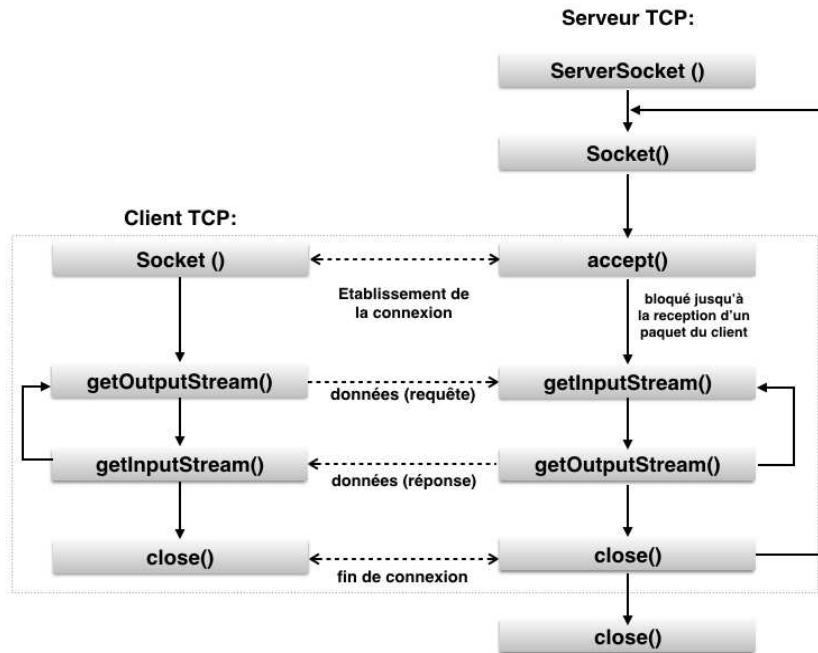 Serveur TCP:
ServerSocket ()
Socket()
Client TCP:
Socket ()
accept()
Etablissement de
la connexion
bloqué jusqu'à
la reception d'un
paquet du client
getOutputStream()
getInputStream()
données (requête)
getInputStream()
getOutputStream()
données (réponse)
close()
close()
fin de connexion
close()